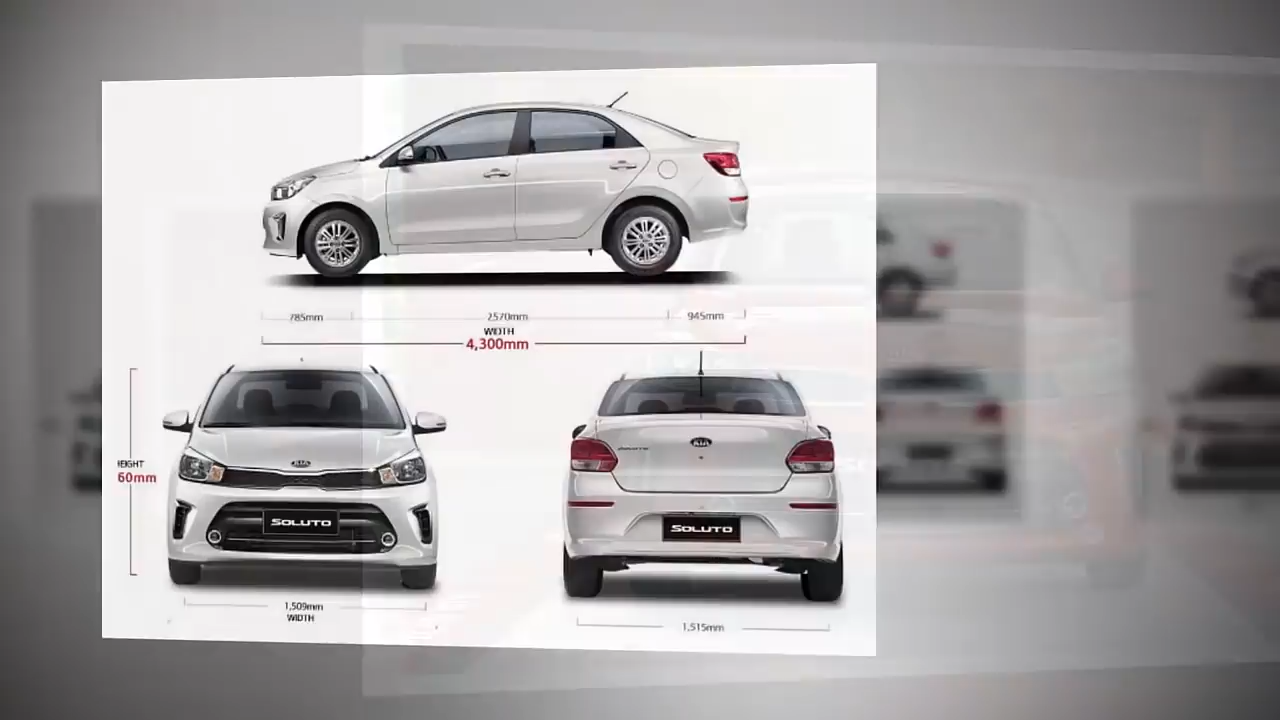 785mm
2570mm
945mm
WIDTH
4,300mm
EIGHT
60mm
KIA
SOLUTO
1,509mm
WIDTH
KIA
SOLUTO
1,515mm